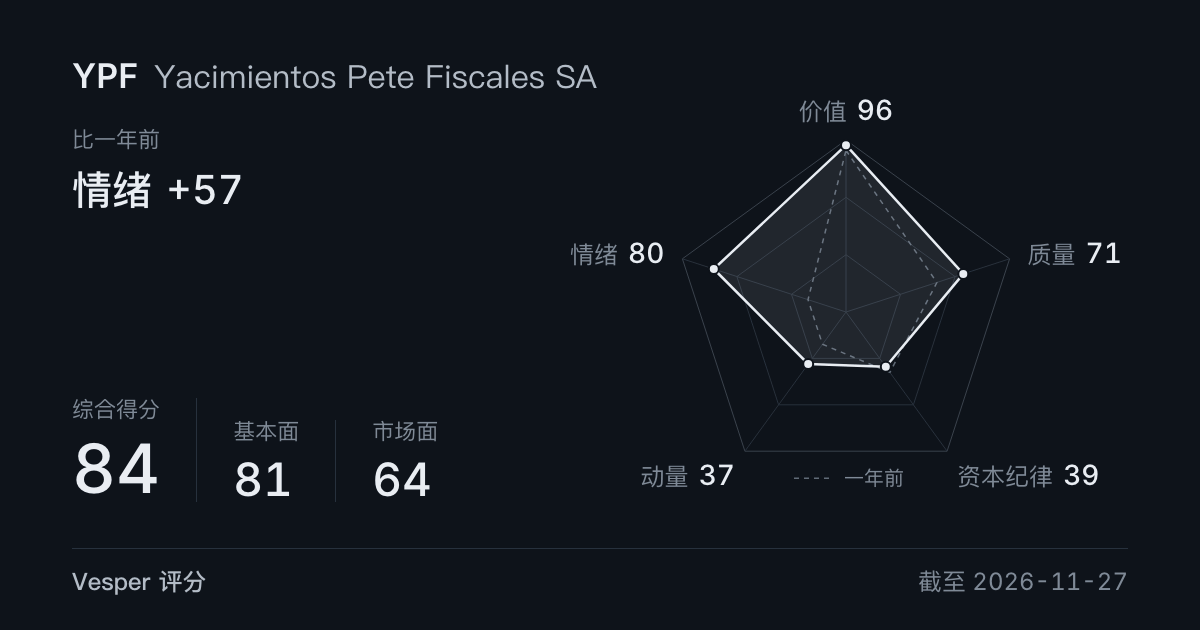 YPF Yacimientos Pete Fiscales SA
比一年前
情绪 +57
价值 96
情绪 80
质量 71
动量 37
---- 一年前
资本纪律 39
综合得分
84
基本面
81
市场面
64
Vesper 评分
截至 2026-11-27